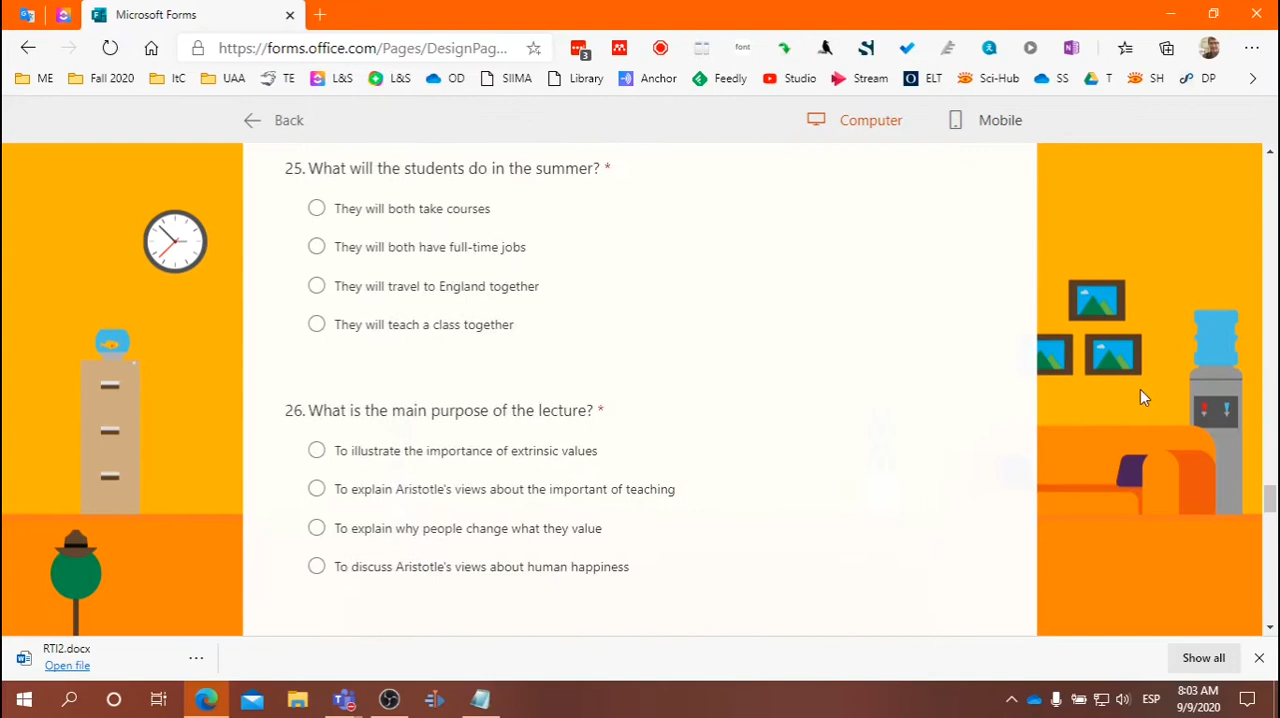 Microsoft Forms
https://forms.office.com/Pages/DesignPag...
3
font
ME
Fall 2020
ItC
UAA
TE
L&S
L&S
OD
SIIMA
Library
Anchor
Feedly
Studio
Stream
ELT
Sci-Hub
SS
T
SH
DP
Back
Computer
Mobile
25. What will the students do in the summer? *
They will both take courses
They will both have full-time jobs
They will travel to England together
They will teach a class together
26. What is the main purpose of the lecture? *
To illustrate the importance of extrinsic values
To explain Aristotle's views about the important of teaching
To explain why people change what they value
To discuss Aristotle's views about human happiness
RTI2.docx
Open file
Show all
ESP
8:03 AM
9/9/2020